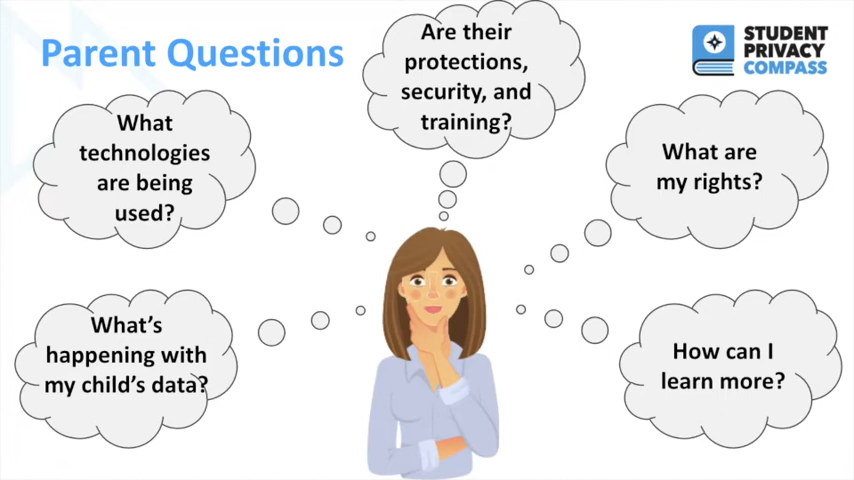 Parent Questions
STUDENT
PRIVACY
COMPASS
Are their
protections,
security, and
training?
What
technologies
are being
used?
What are
my rights?
What's
happening with
my child's data?
How can I
learn more?